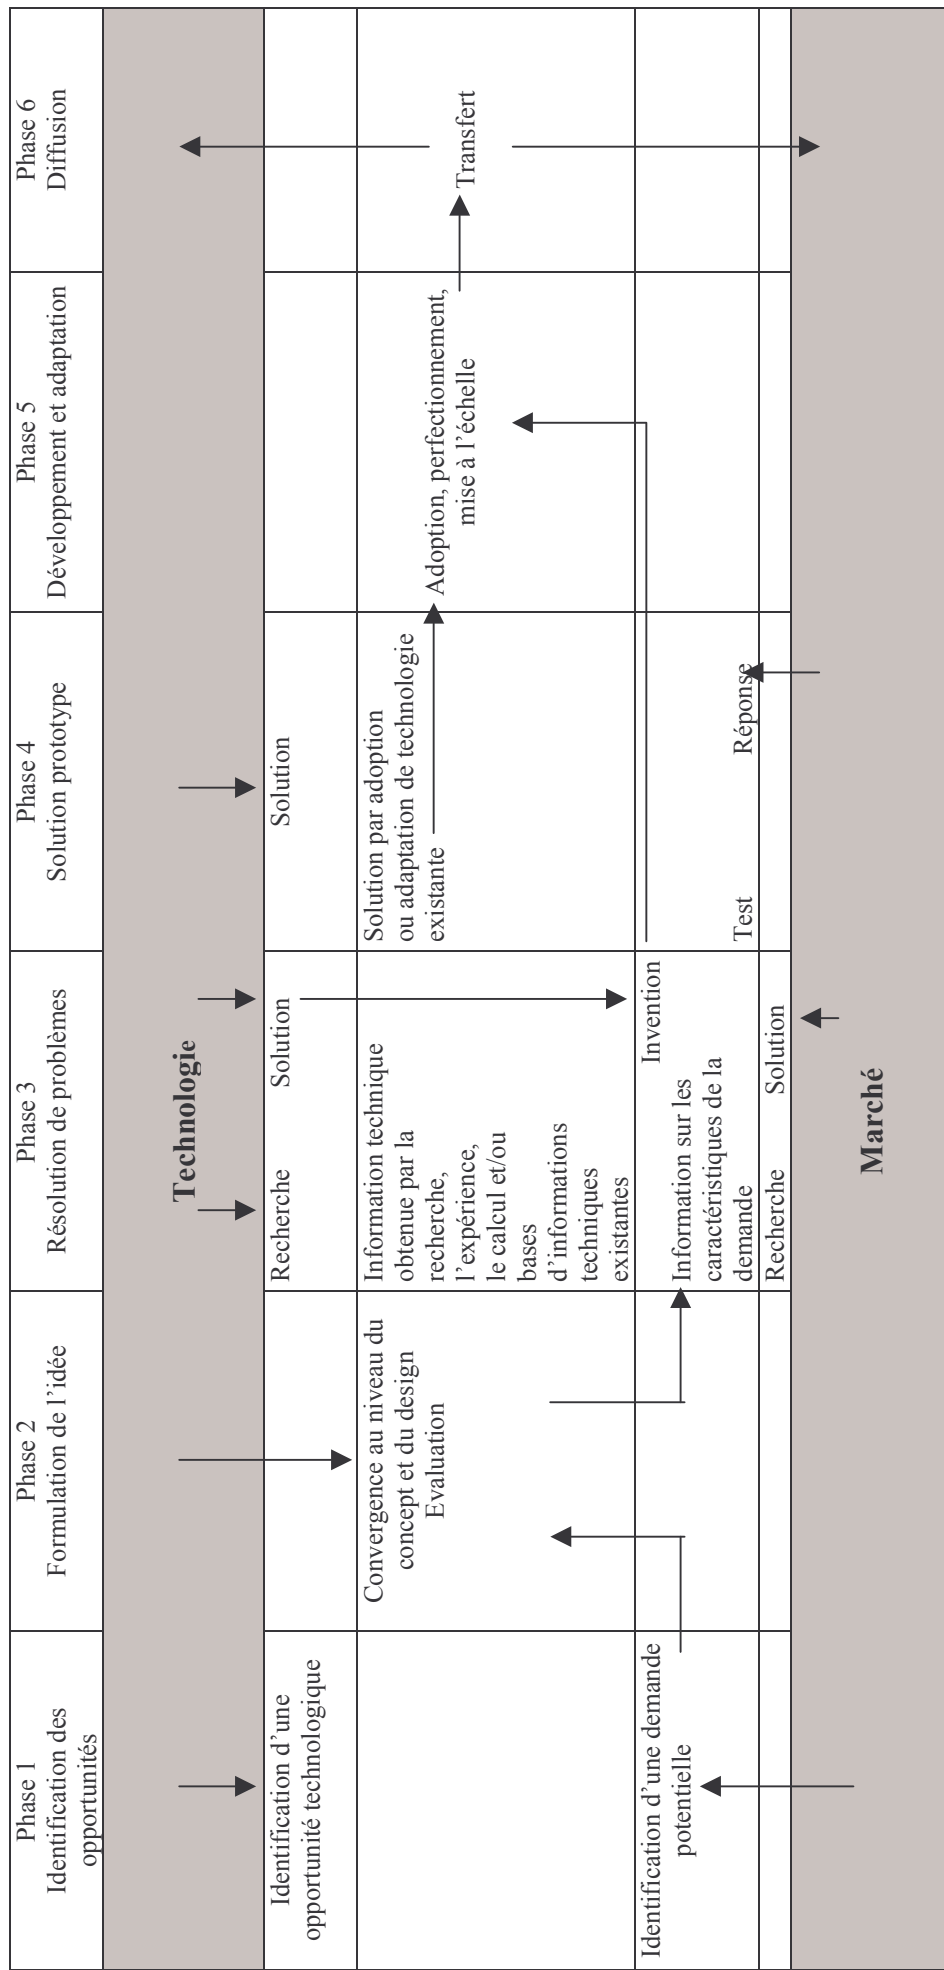 Phase 1
Identification des
opportunités
Phase 2
Formulation de l'idée
Phase 3
Résolution de problèmes
Phase 4
Solution prototype
Phase 5
Développement et adaptation
Phase 6
Diffusion
Technologie
Identification d'une
opportunité technologique
Recherche
Solution
Solution
Convergence au niveau du
concept et du design
Evaluation
Information technique
obtenue par la
recherche,
l'expérience,
le calcul et/ou
bases
d'informations
techniques
existantes
Solution par adoption
ou adaptation de technologie
existante
Adoption, perfectionnement,
mise à l'échelle
Transfert
Identification d'une demande
potentielle
Invention
Information sur les
caractéristiques de la
demande
Test
Réponse
Recherche
Solution
Marché